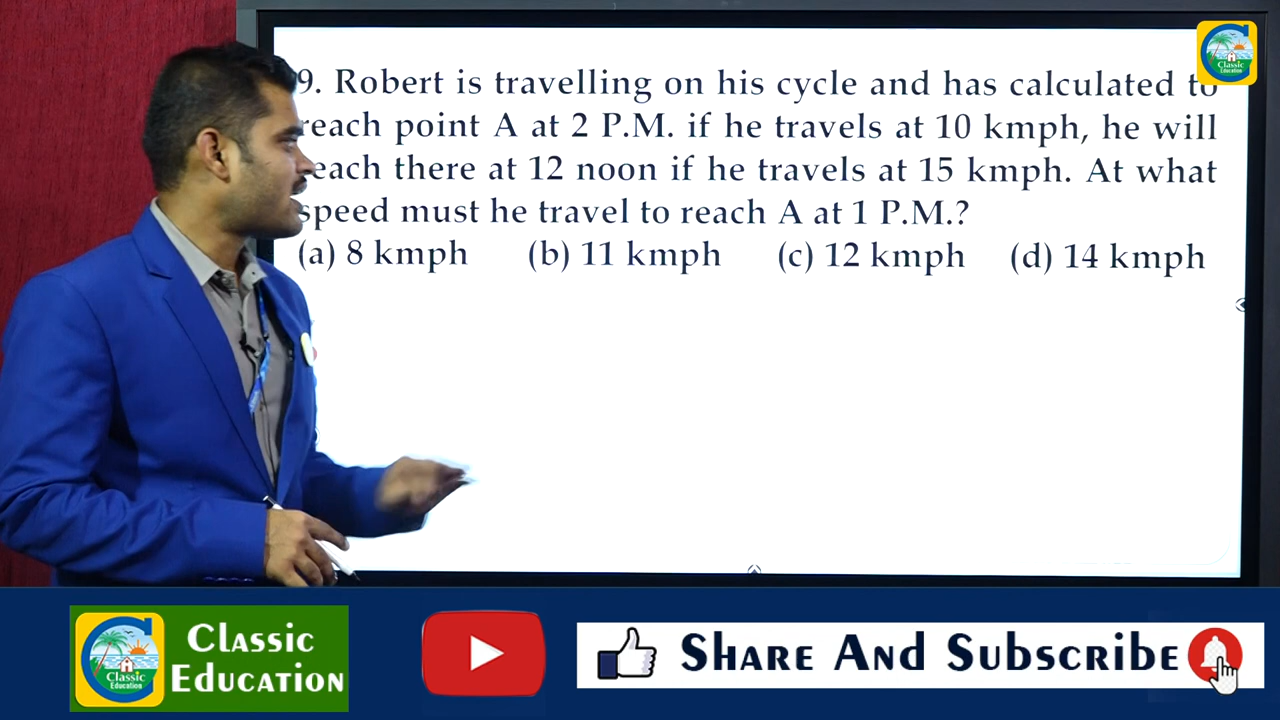 9. Robert is travelling on his cycle and has calculated to
reach point A at 2 P.M. if he travels at 10 kmph, he will
reach there at 12 noon if he travels at 15 kmph. At what
speed must he travel to reach A at 1 P.M.?
(a) 8 kmph (b) 11 kmph (c) 12 kmph (d) 14 kmph
Classic
Education
Classic
Education
Classic
Education
Share And Subscribe